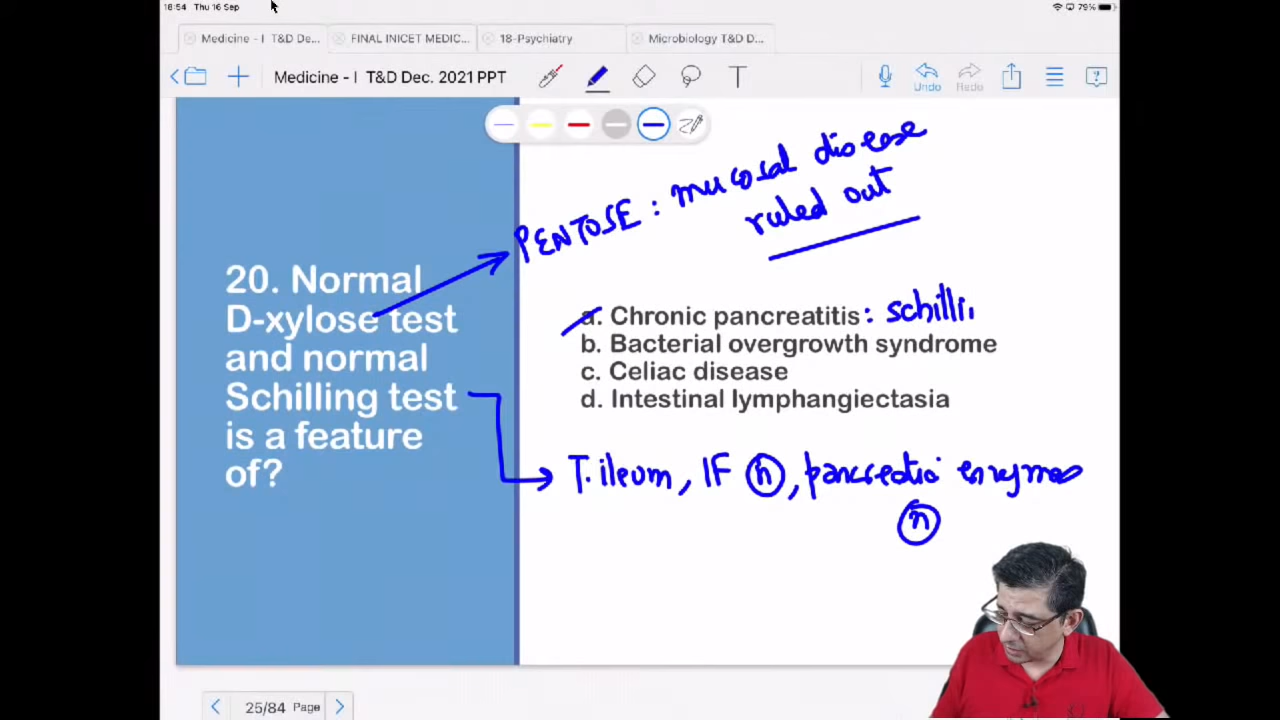 18:54 Thu 16 Sep
79%
Medicine - I T&D De...
FINAL INICET MEDIC...
18-Psychiatry
Microbiology T&D D...
Medicine - I T&D Dec. 2021 PPT
T
Undo
Redo
PENTOSE : mucosal disease
ruled out
20. Normal
D-xylose test
and normal
Schilling test
is a feature
of?
a. Chronic pancreatitis : schilli
b. Bacterial overgrowth syndrome
c. Celiac disease
d. Intestinal lymphangiectasia
T. ileum, IF n, pancreatic enzymes
n
25/84 Page